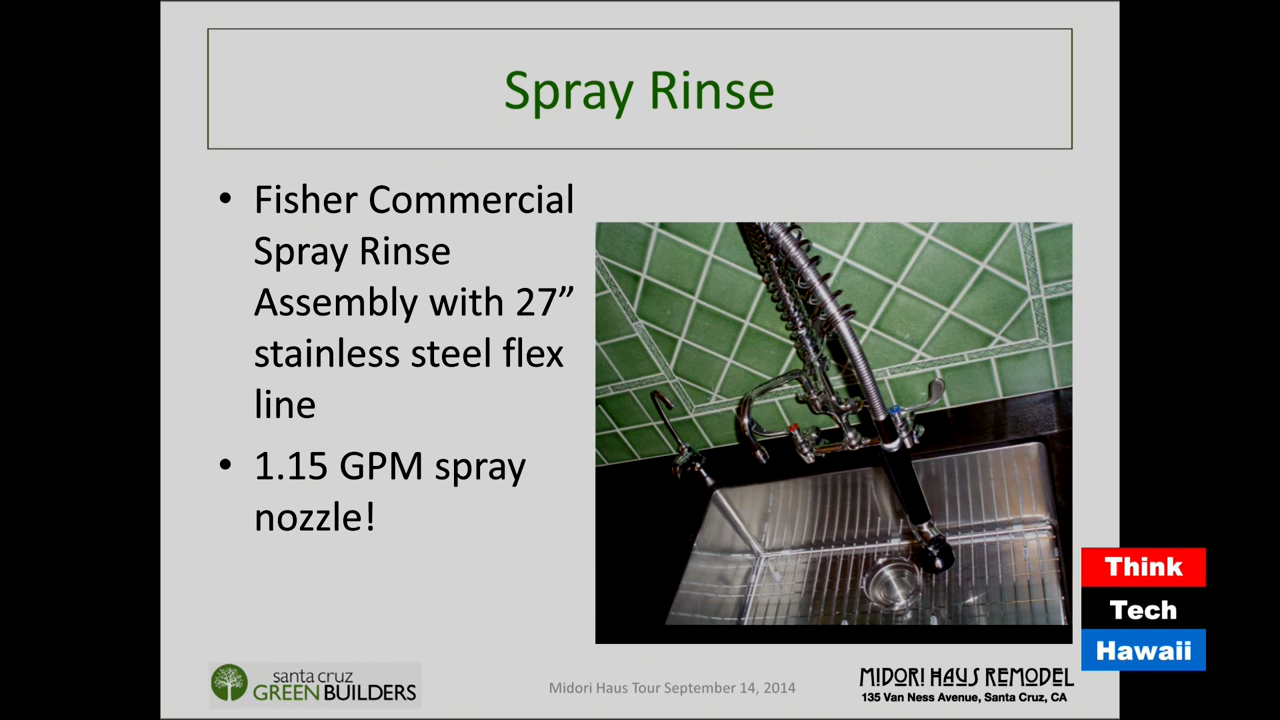 Spray Rinse
• Fisher Commercial
Spray Rinse
Assembly with 27”
stainless steel flex
line
• 1.15 GPM spray
nozzle!
santa cruz
GREEN BUILDERS
Midori Haus Tour September 14, 2014
MIDORI HAUS REMODEL
135 Van Ness Avenue, Santa Cruz, CA
Think
Tech
Hawaii